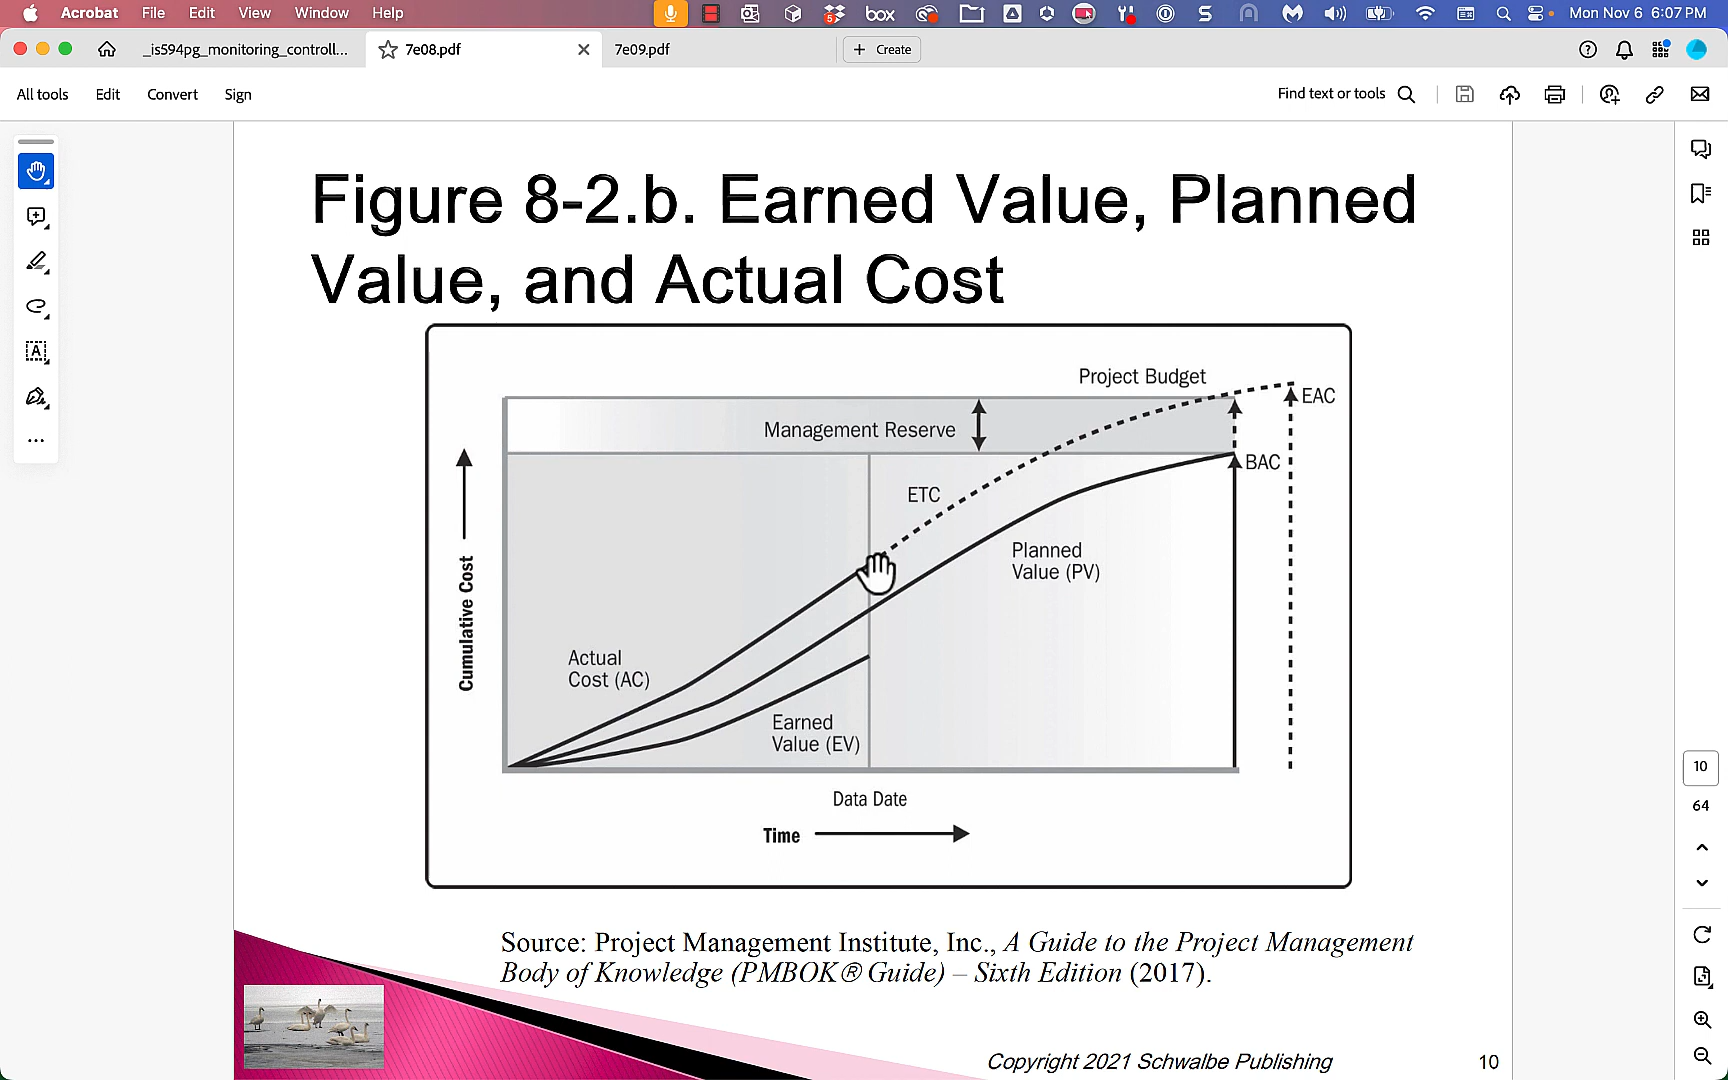 Acrobat File Edit View Window Help
5
box
Mon Nov 6 6:07 PM
_is594pg_monitoring_controll...
7e08.pdf
7e09.pdf
+ Create
All tools Edit Convert Sign
Find text or tools
Figure 8-2.b. Earned Value, Planned
Value, and Actual Cost
Project Budget
EAC
Management Reserve
BAC
ETC
Planned
Value (PV)
Cumulative Cost
Actual
Cost (AC)
Earned
Value (EV)
Data Date
Time
10
64
Source: Project Management Institute, Inc., A Guide to the Project Management
Body of Knowledge (PMBOK® Guide) – Sixth Edition (2017).
Copyright 2021 Schwalbe Publishing
10